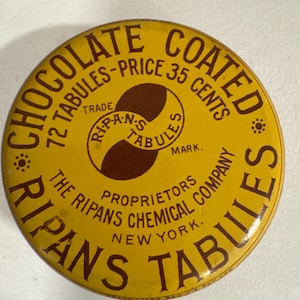 CHOCOLATE COATED
72 TABULES-PRICE 35 CENTS
TRADE
R·I·P·A·N·S
TABULES
MARK.
PROPRIETORS
THE RIPANS CHEMICAL COMPANY
NEW YORK.
RIPANS TABULES